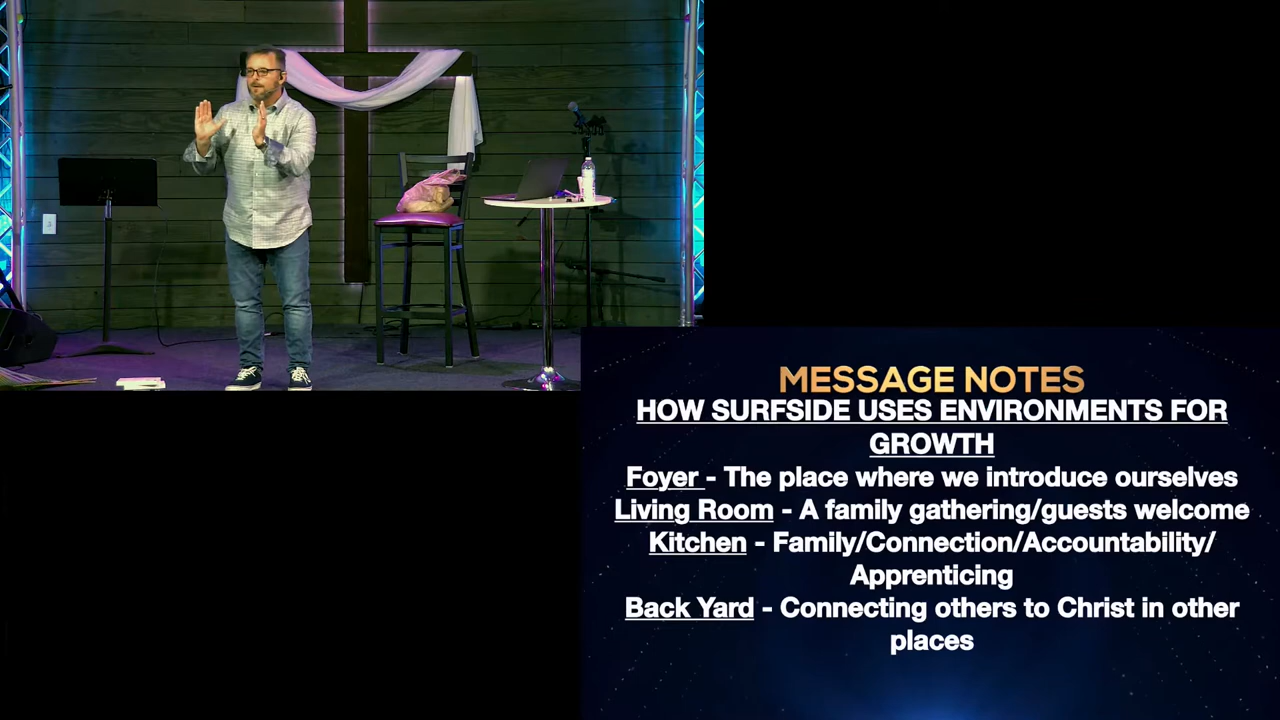 MESSAGE NOTES
HOW SURFSIDE USES ENVIRONMENTS FOR
GROWTH
Foyer - The place where we introduce ourselves
Living Room - A family gathering/guests welcome
Kitchen - Family/Connection/Accountability/
Apprenticing
Back Yard - Connecting others to Christ in other
places